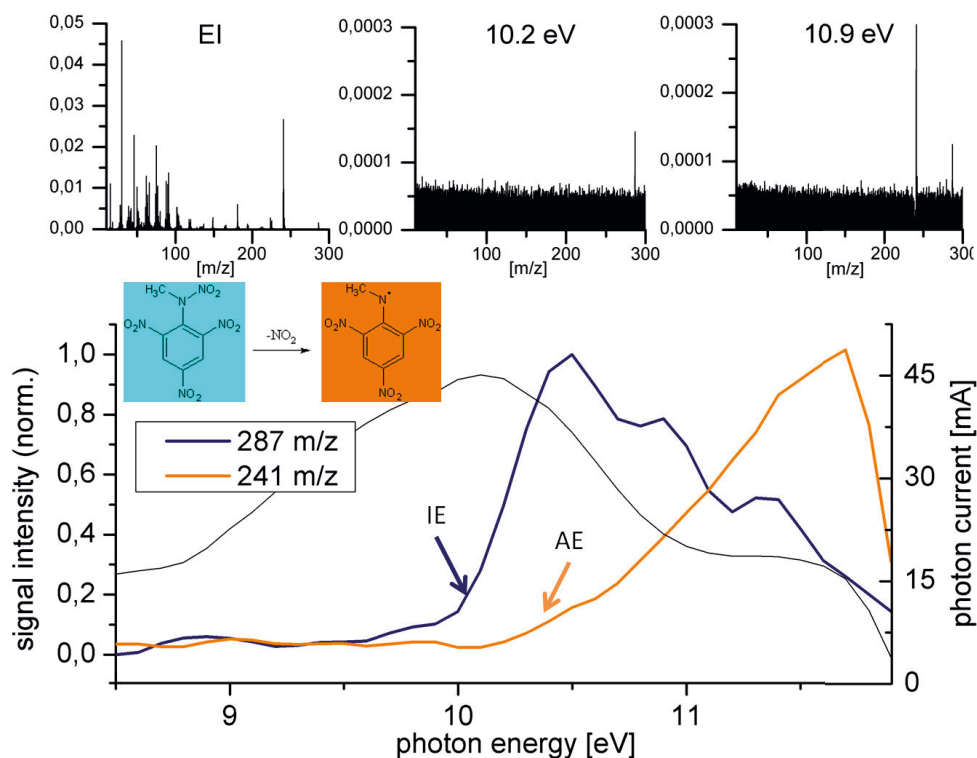 EI
0,05
0,04
0,03
0,02
0,01
0,00
100
200
300
[m/z]
10.2 eV
0,0003
0,0002
0,0001
0,0000
100
200
300
[m/z]
10.9 eV
0,0003
0,0002
0,0001
0,0000
100
200
300
[m/z]
H₃C
N
NO₂
O₂N
NO₂
NO₂
-NO₂
H₃C
N•
O₂N
NO₂
NO₂
287 m/z
241 m/z
IE
AE
signal intensity (norm.)
1,0
0,8
0,6
0,4
0,2
0,0
photon current [mA]
45
30
15
0
9
10
11
photon energy [eV]